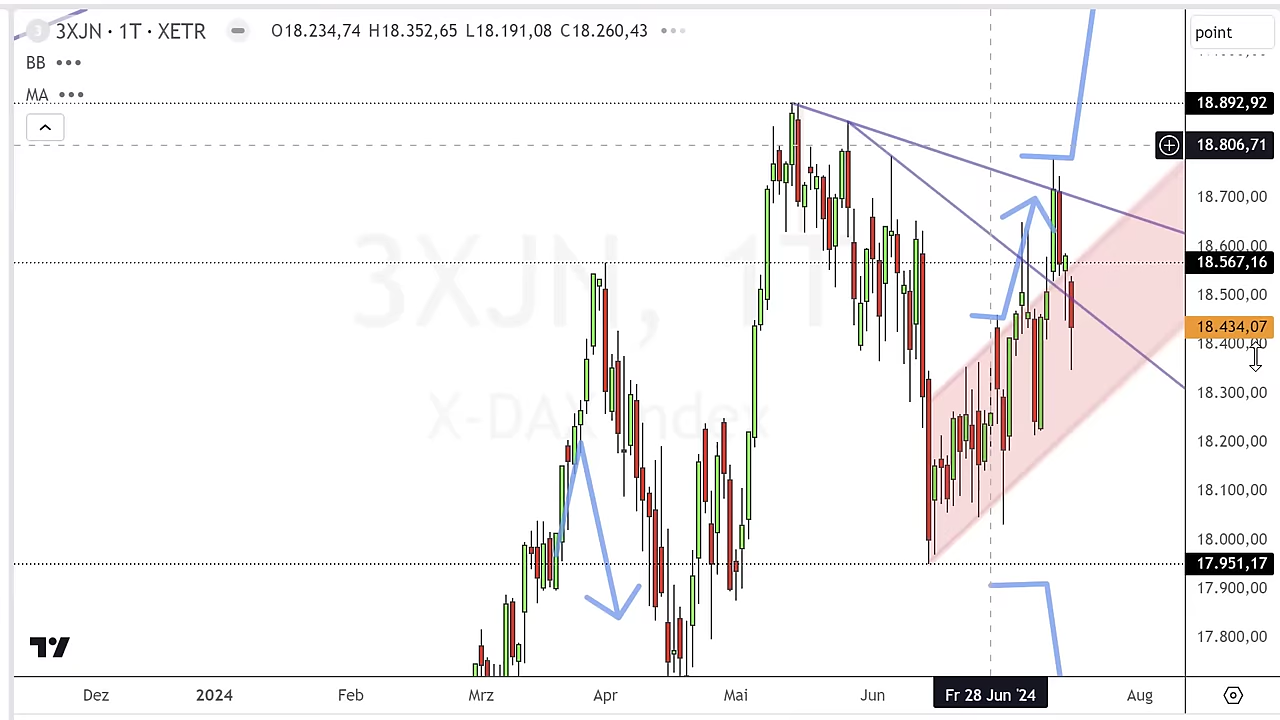 3 3XJN · 1T · XETR O18.234,74 H18.352,65 L18.191,08 C18.260,43
BB
MA
point
18.892,92
18.806,71
18.700,00
18.600,00
18.567,16
18.500,00
18.434,07
18.400,00
18.300,00
18.200,00
18.100,00
18.000,00
17.951,17
17.900,00
17.800,00
3XJN, 1T
X-DAX Index
Dez 2024 Feb Mrz Apr Mai Jun Fr 28 Jun '24 Aug